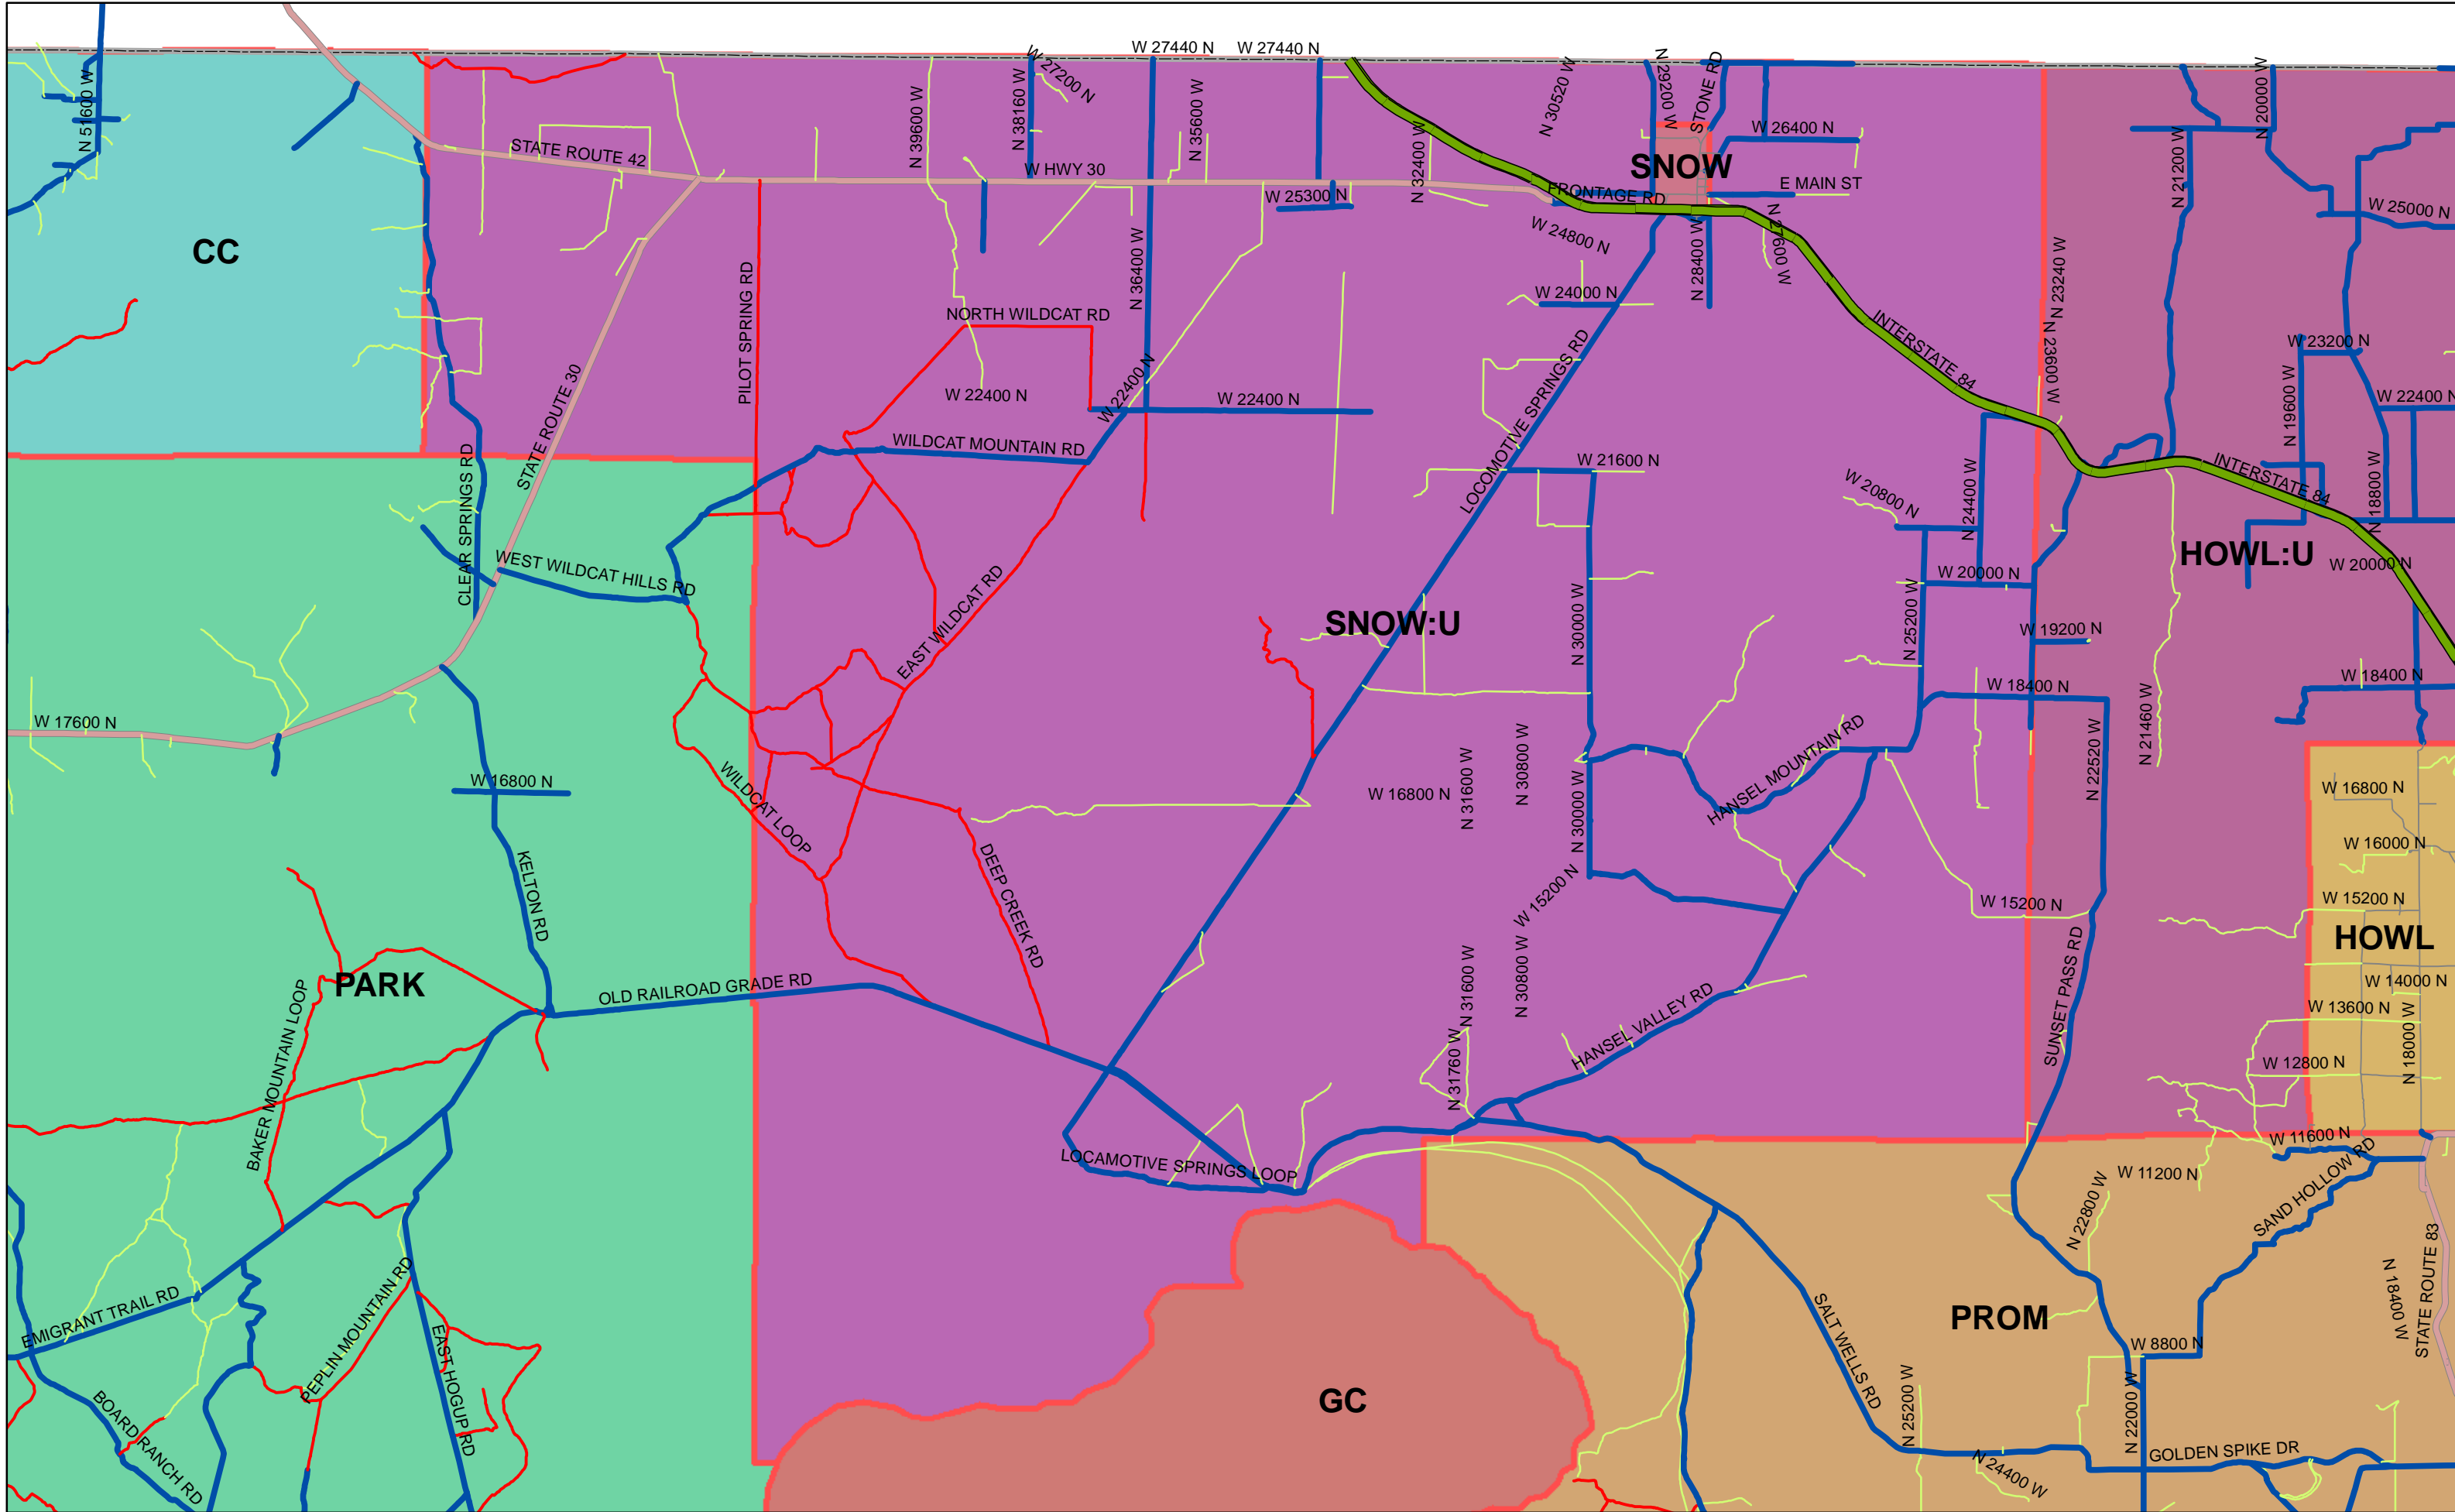 W 27440 N
W 27440 N
W 27200 N
N 51600 W
N 39600 W
N 38160 W
N 35600 W
N 32400 W
N 30520 W
N 29200 W
STONE RD
W 26400 N
N 21200 W
N 20000 W
STATE ROUTE 42
W HWY 30
SNOW
FRONTAGE RD
E MAIN ST
W 25300 N
W 25000 N
W 24800 N
CC
N 36400 W
N 28400 W
N 27600 W
N 23240 W
W 24000 N
PILOT SPRING RD
NORTH WILDCAT RD
INTERSTATE 84
N 23600 W
W 23200 N
W 22400 N
W 22400 N
W 22400 N
W 22400 N
N 19600 W
STATE ROUTE 30
WILDCAT MOUNTAIN RD
LOCOMOTIVE SPRINGS RD
W 21600 N
INTERSTATE 84
N 18800 W
CLEAR SPRINGS RD
W 20800 N
N 24400 W
HOWL:U
W 20000 N
WEST WILDCAT HILLS RD
W 20000 N
EAST WILDCAT RD
SNOW:U
N 30000 W
N 25200 W
W 19200 N
W 18400 N
W 18400 N
W 17600 N
N 21460 W
N 22520 W
HANSEL MOUNTAIN RD
W 16800 N
WILDCAT LOOP
W 16800 N
N 31600 W
N 30800 W
N 30000 W
W 16800 N
W 16000 N
KELTON RD
DEEP CREEK RD
W 15200 N
W 15200 N
W 15200 N
HOWL
PARK
OLD RAILROAD GRADE RD
BAKER MOUNTAIN LOOP
N 31600 W
N 30800 W
HANSEL VALLEY RD
SUNSET PASS RD
W 14000 N
W 13600 N
N 18000 W
W 12800 N
N 31760 W
LOCAMOTIVE SPRINGS LOOP
W 11600 N
W 11200 N
SAND HOLLOW RD
N 22800 W
EMIGRANT TRAIL RD
PEPLIN MOUNTAIN RD
EAST HOGUP RD
SALT WELLS RD
PROM
N 18400 W
STATE ROUTE 83
W 8800 N
BOARD RANCH RD
GC
N 25200 W
N 22000 W
N 24400 W
GOLDEN SPIKE DR